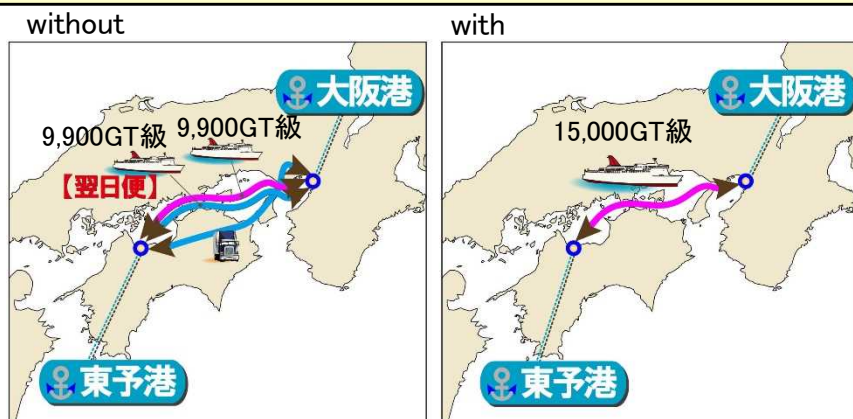 without
大阪港
9,900GT級
9,900GT級
【翌日便】
東予港
with
大阪港
15,000GT級
東予港